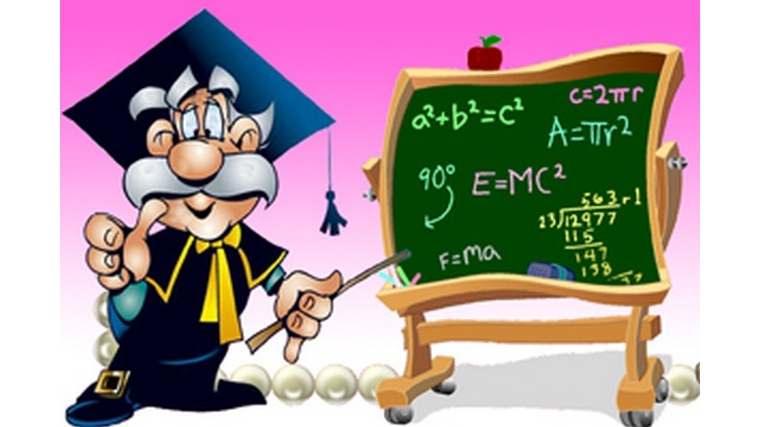 a²+b²=c²
c=2πr
A=πr²
90°
E=MC²
F=ma
563 r1
23)12977
115
147
138